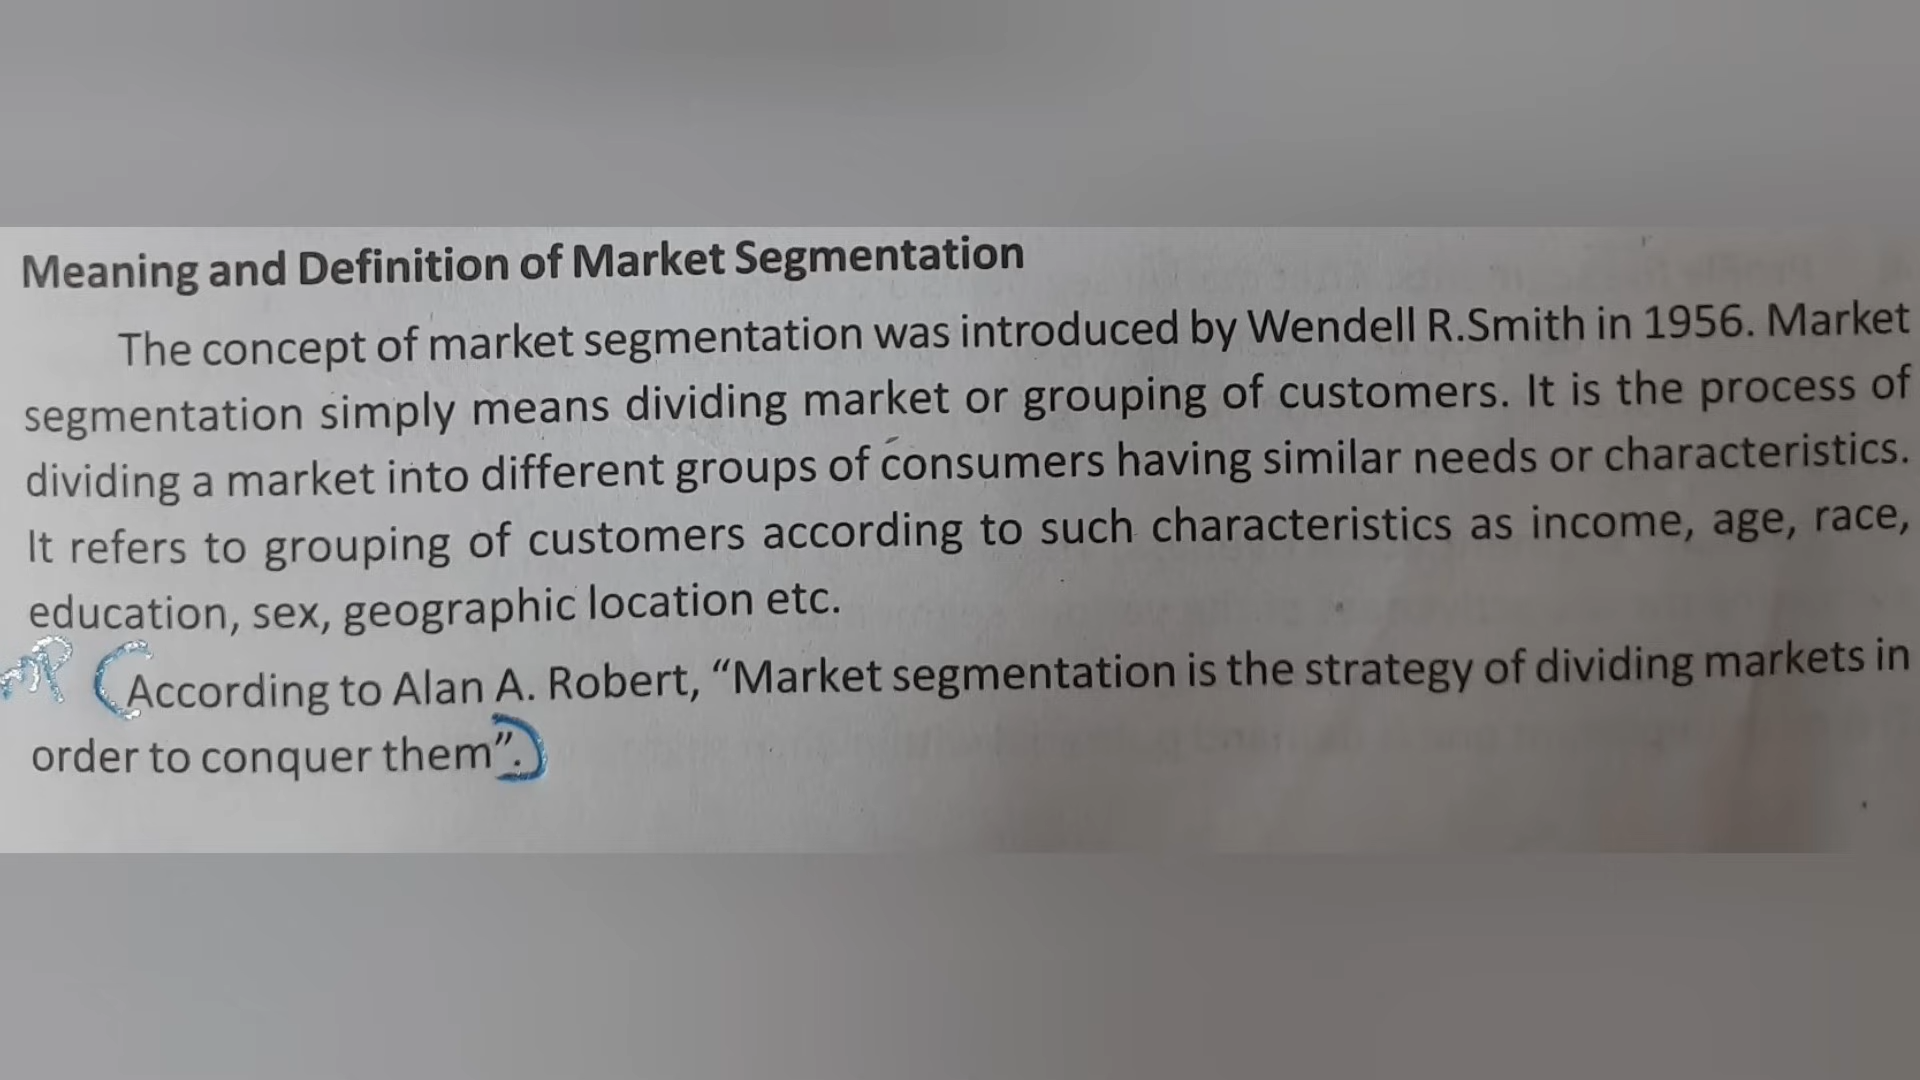 Meaning and Definition of Market Segmentation
The concept of market segmentation was introduced by Wendell R.Smith in 1956. Market
segmentation simply means dividing market or grouping of customers. It is the process of
dividing a market into different groups of consumers having similar needs or characteristics.
It refers to grouping of customers according to such characteristics as income, age, race,
education, sex, geographic location etc.
(According to Alan A. Robert, “Market segmentation is the strategy of dividing markets in
order to conquer them”.)